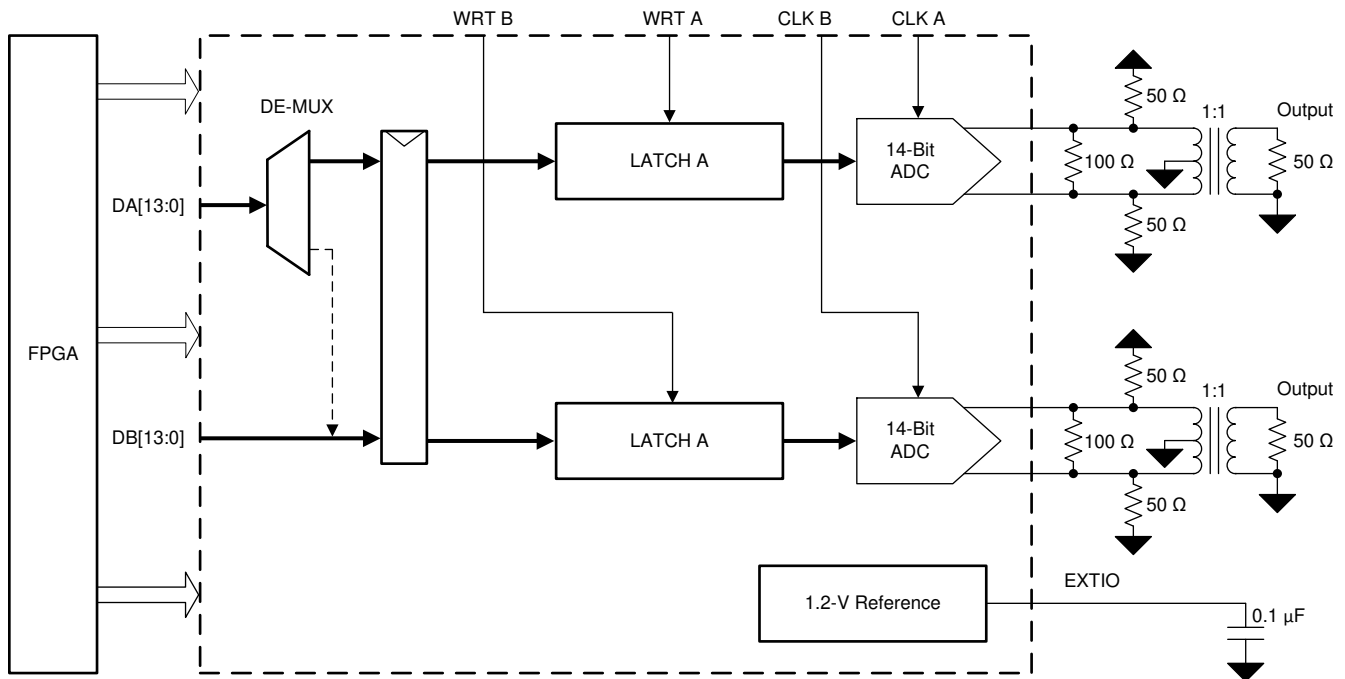 WRT B
WRT A
CLK B
CLK A
DE-MUX
50 Ω
1:1
Output
LATCH A
14-Bit
ADC
100 Ω
50 Ω
DA[13:0]
50 Ω
FPGA
50 Ω
1:1
Output
DB[13:0]
LATCH A
14-Bit
ADC
100 Ω
50 Ω
50 Ω
1.2-V Reference
EXTIO
0.1 µF